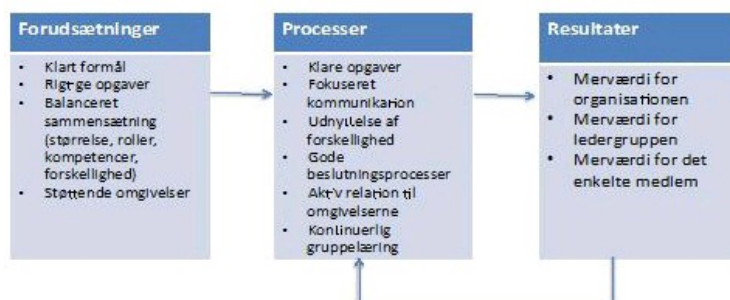 Forudsætninger
• Klart formål
• Rigtige opgaver
• Balanceret
sammensætning
(størrelse, roller,
kompetencer,
forskellighed)
• Støttende omgivelser
Processer
• Klare opgaver
• Fokuseret
kommunikation
• Udnyttelse af
forskellighed
• Gode
beslutningsprocesser
• Aktiv relation til
omgivelserne
• Kontinuerlig
gruppelæring
Resultater
• Merværdi for
organisationen
• Merværdi for
ledergruppen
• Merværdi for det
enkelte medlem